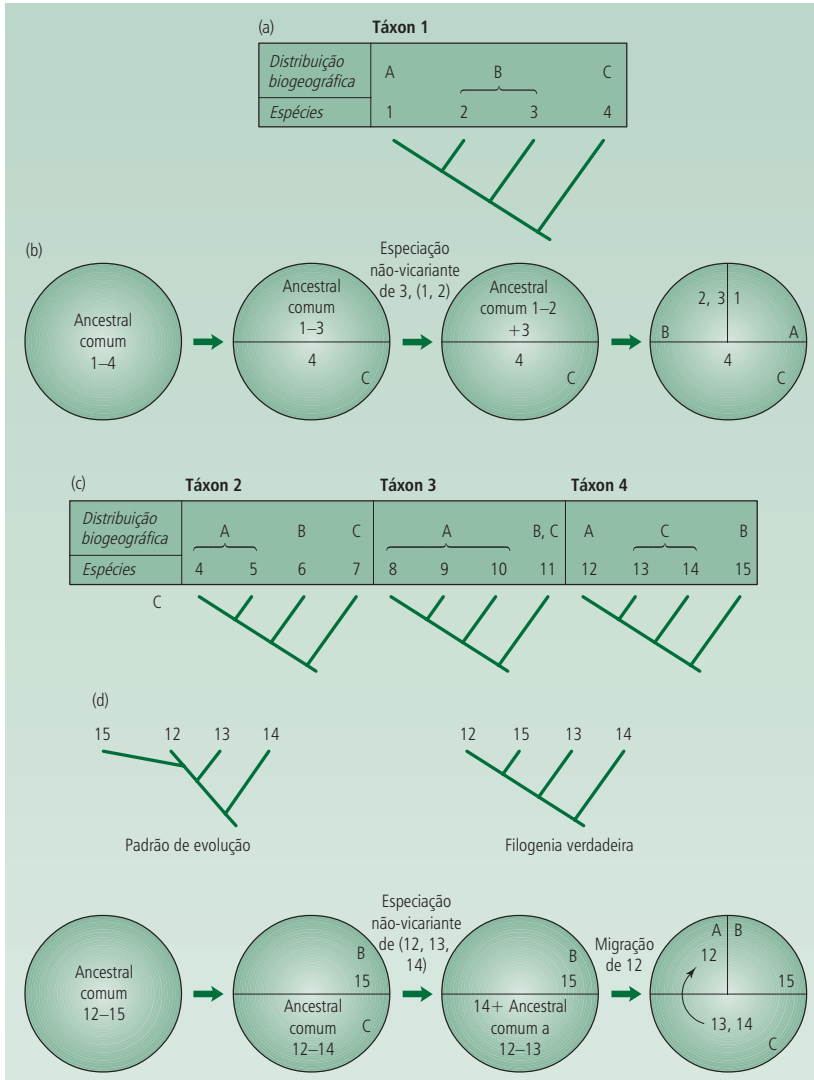 (a) Táxon 1
Distribuição
biogeográfica
A B C
Espécies 1 2 3 4
(b)
Ancestral
comum
1–4
Ancestral
comum
1–3
4
C
Especiação
não-vicariante
de 3, (1, 2)
Ancestral
comum 1–2
+3
4
C
2, 3 1
B A
4
C
(c) Táxon 2 Táxon 3 Táxon 4
Distribuição
biogeográfica
A B C A B, C A C B
Espécies 4 5 6 7 8 9 10 11 12 13 14 15
C
(d)
15 12 13 14
Padrão de evolução
12 15 13 14
Filogenia verdadeira
Ancestral
comum
12–15
B
15
Ancestral
comum
12–14
C
Especiação
não-vicariante
de (12, 13,
14)
B
15
14+ Ancestral
comum a
12–13
Migração
de 12
A B
12
15
13, 14
C